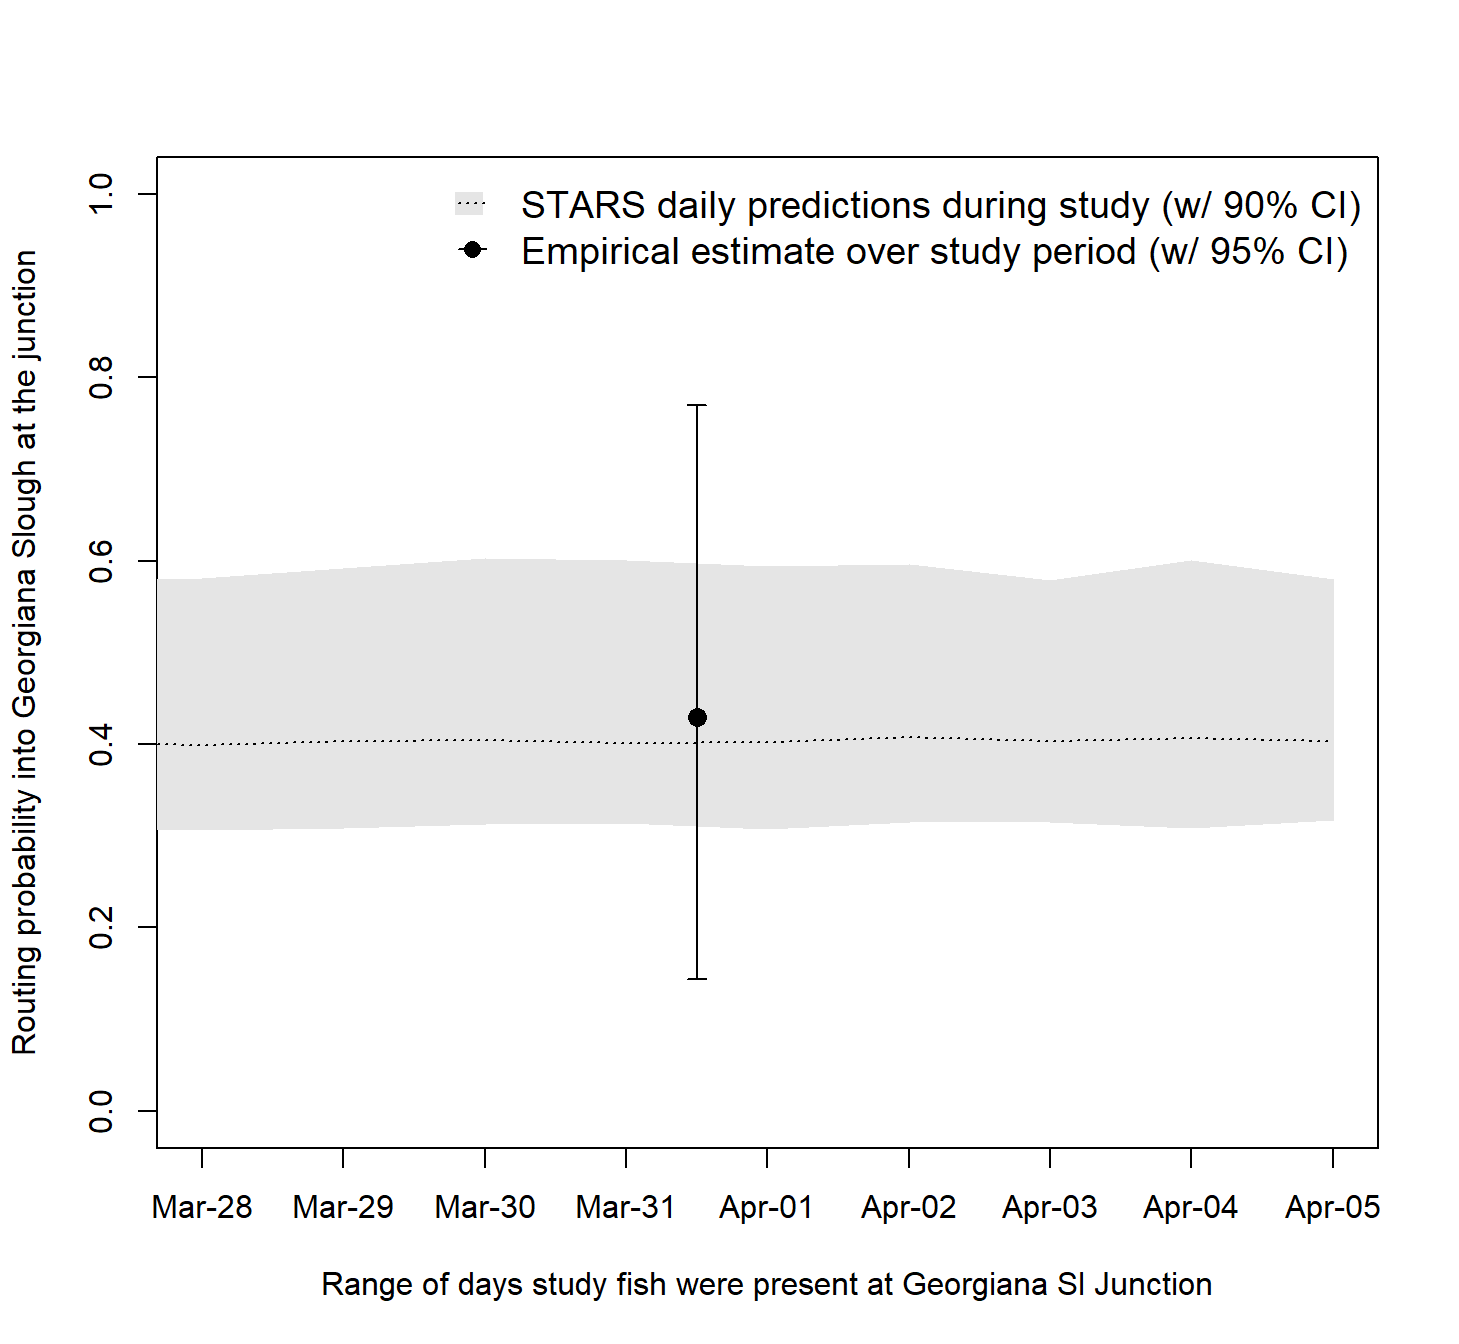 STARS daily predictions during study (w/ 90% CI)
Empirical estimate over study period (w/ 95% CI)
Routing probability into Georgiana Slough at the junction
1.0
0.8
0.6
0.4
0.2
0.0
Mar-28 Mar-29 Mar-30 Mar-31 Apr-01 Apr-02 Apr-03 Apr-04 Apr-05
Range of days study fish were present at Georgiana Sl Junction